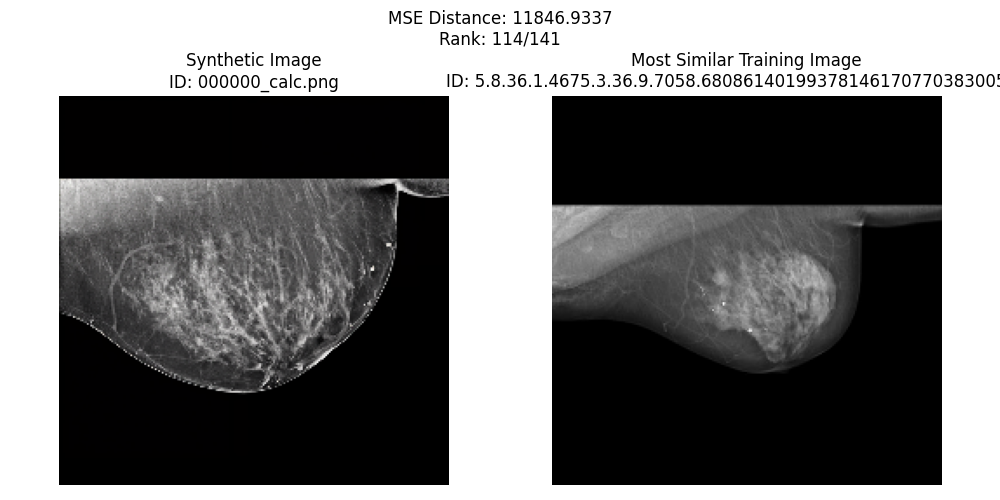 MSE Distance: 11846.9337
Rank: 114/141
Synthetic Image
ID: 000000_calc.png
Most Similar Training Image
ID: 5.8.36.1.4675.3.36.9.7058.68086140199378146170770383005